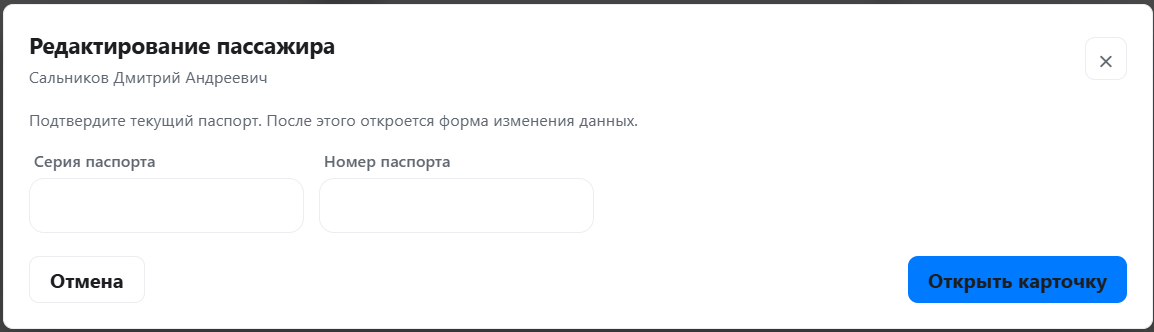 Редактирование пассажира
Сальников Дмитрий Андреевич
Подтвердите текущий паспорт. После этого откроется форма изменения данных.
Серия паспорта
Номер паспорта
Отмена
Открыть карточку